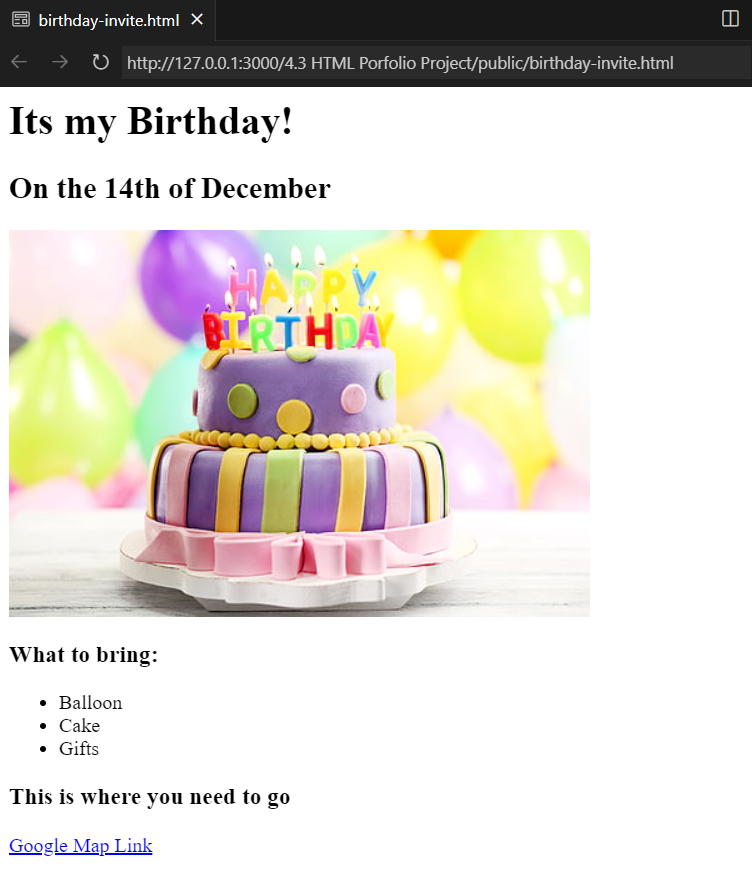 birthday-invite.html
http://127.0.0.1:3000/4.3 HTML Porfolio Project/public/birthday-invite.html
Its my Birthday!
On the 14th of December
HAPPY
BIRTHDAY
What to bring:
Balloon
Cake
Gifts
This is where you need to go
Google Map Link